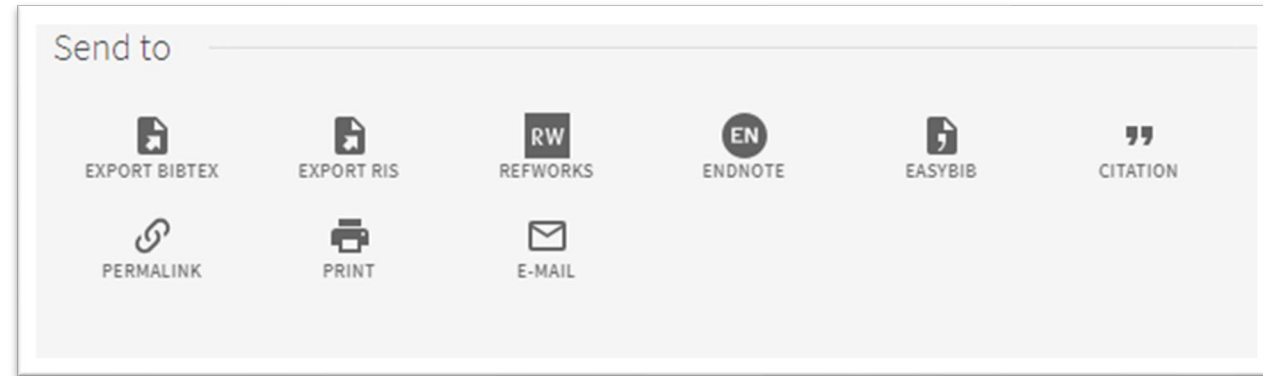 Send to
RW EN
EXPORT BIBTEX EXPORT RIS REFWORKS ENDNOTE EASYBIB CITATION
PERMALINK PRINT E-MAIL